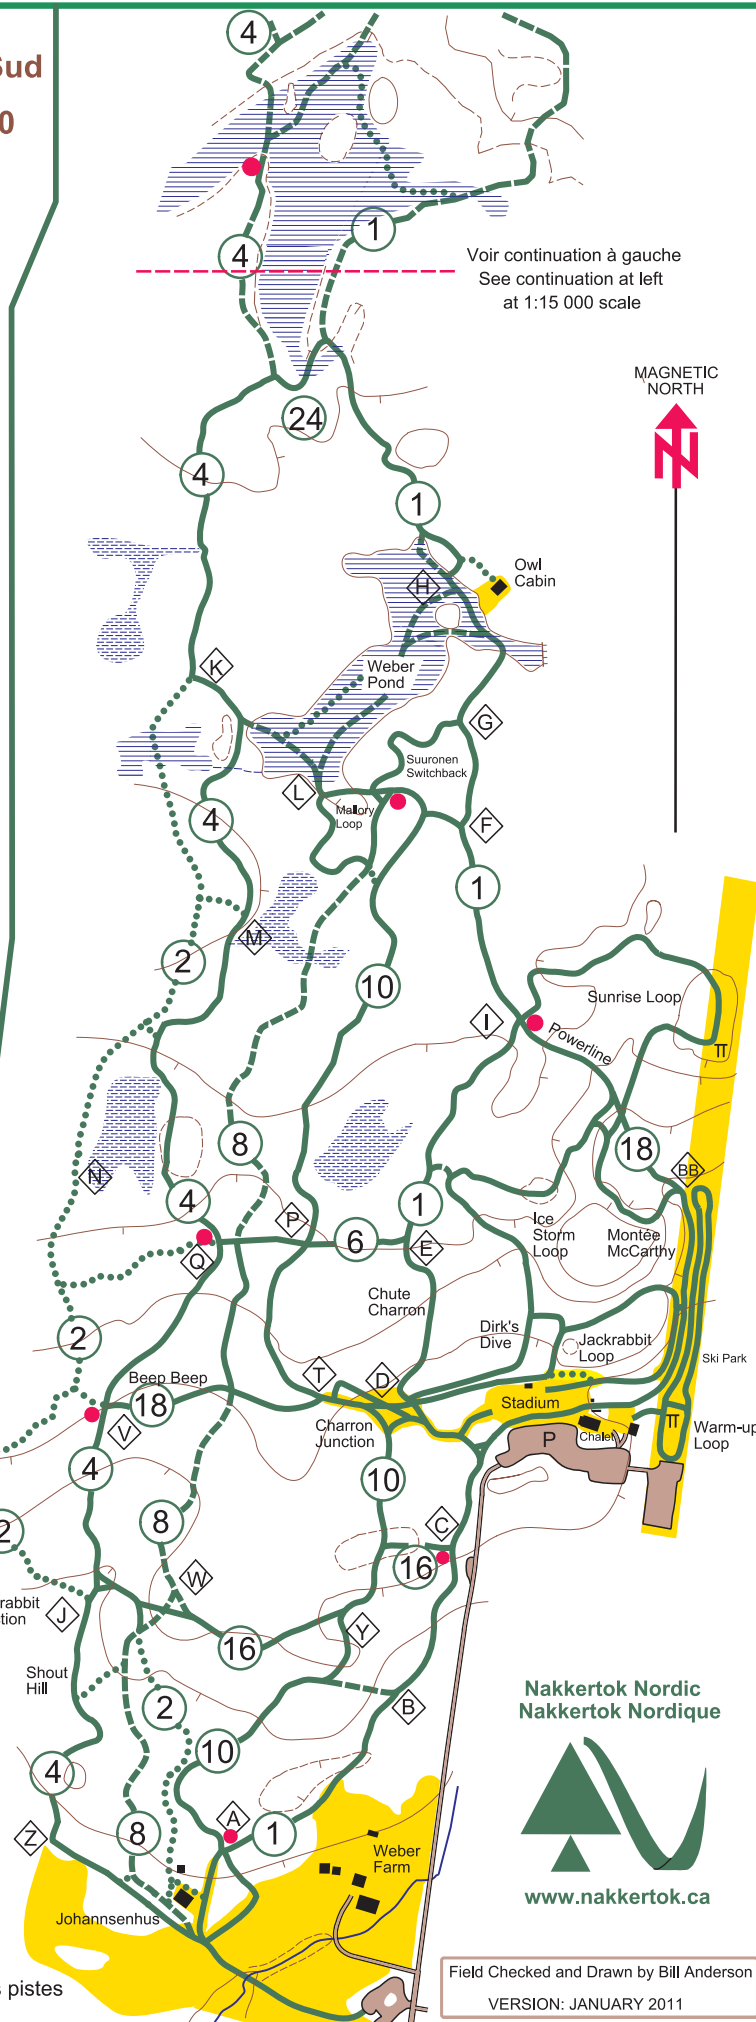 4
Sud
0
1
4
Voir continuation à gauche
See continuation at left
at 1:15 000 scale
MAGNETIC
NORTH
N
24
4
1
Owl
Cabin
H
K
Weber
Pond
G
Suuronen
Switchback
L
Mallory
Loop
4
F
1
M
2
10
Sunrise Loop
I
Powerline
π
8
18
BB
N
4
P
1
6
E
Q
Ice
Storm
Loop
Montée
McCarthy
Chute
Charron
2
Dirk's
Dive
Jackrabbit
Loop
Ski Park
Beep Beep
T
D
18
Stadium
V
Charron
Junction
P
Chalet
π
Warm-up
Loop
4
10
8
C
2
16
W
rabbit
tion
J
Y
16
Shout
Hill
2
B
Nakkertok Nordic
Nakkertok Nordique
10
4
A
8
1
Z
Weber
Farm
www.nakkertok.ca
Johannsenhus
Field Checked and Drawn by Bill Anderson
s pistes
VERSION: JANUARY 2011